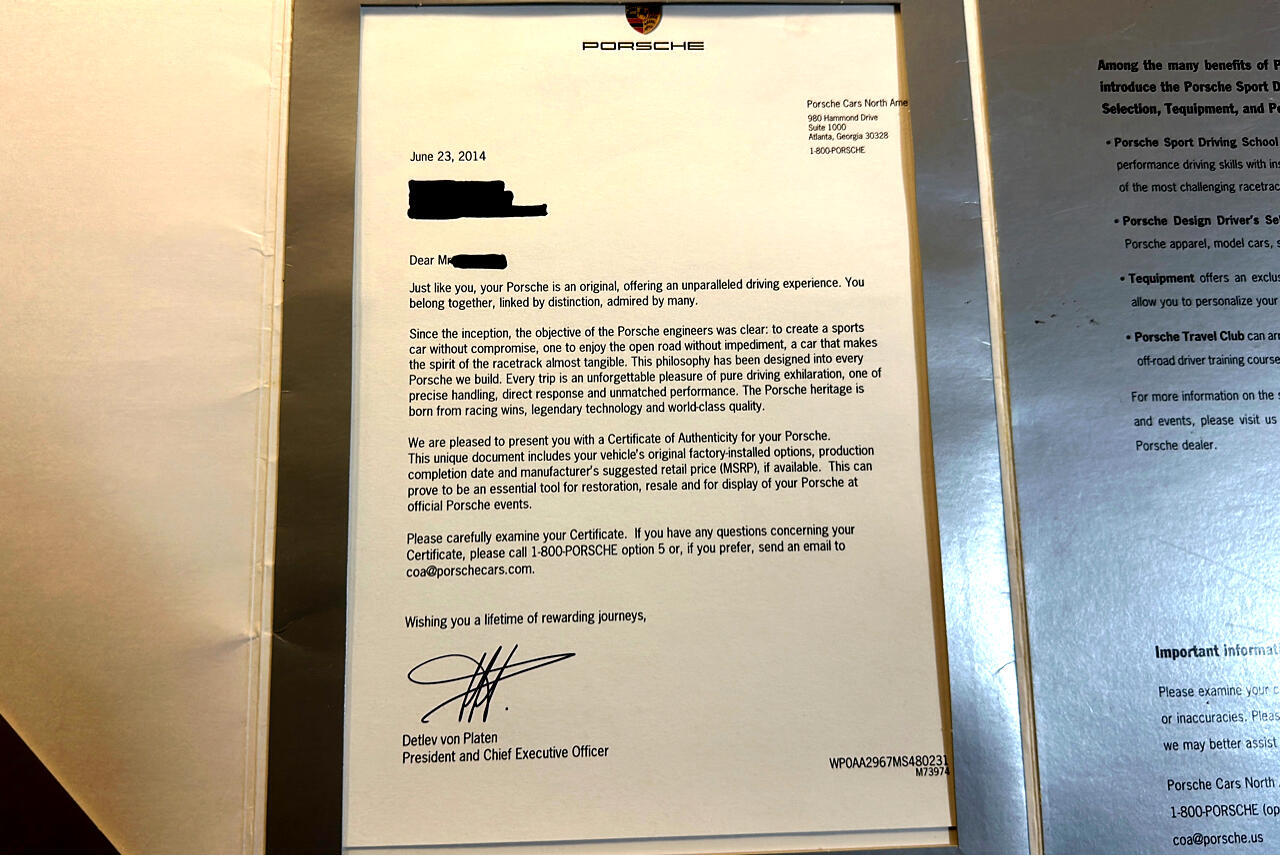 PORSCHE
Porsche Cars North Ame
980 Hammond Drive
Suite 1000
Atlanta, Georgia 30328
1-800-PORSCHE
June 23, 2014
Dear Mr
Just like you, your Porsche is an original, offering an unparalleled driving experience. You
belong together, linked by distinction, admired by many.
Since the inception, the objective of the Porsche engineers was clear: to create a sports
car without compromise, one to enjoy the open road without impediment, a car that makes
the spirit of the racetrack almost tangible. This philosophy has been designed into every
Porsche we build. Every trip is an unforgettable pleasure of pure driving exhilaration, one of
precise handling, direct response and unmatched performance. The Porsche heritage is
born from racing wins, legendary technology and world-class quality.
We are pleased to present you with a Certificate of Authenticity for your Porsche.
This unique document includes your vehicle's original factory-installed options, production
completion date and manufacturer's suggested retail price (MSRP), if available. This can
prove to be an essential tool for restoration, resale and for display of your Porsche at
official Porsche events.
Please carefully examine your Certificate. If you have any questions concerning your
Certificate, please call 1-800-PORSCHE option 5 or, if you prefer, send an email to
coa@porschecars.com.
Wishing you a lifetime of rewarding journeys,
Detlev von Platen
President and Chief Executive Officer
WP0AA2967MS480231
M73974
Among the many benefits of P
introduce the Porsche Sport D
Selection, Tequipment, and Po
• Porsche Sport Driving School
performance driving skills with ins
of the most challenging racetrac
• Porsche Design Driver's Se
Porsche apparel, model cars, s
• Tequipment offers an exclus
allow you to personalize your
• Porsche Travel Club can arr
off-road driver training course
For more information on the s
and events, please visit us
Porsche dealer.
Important informat
Please examine your c
or inaccuracies. Pleas
we may better assist
Porsche Cars North
1-800-PORSCHE (op
coa@porsche.us